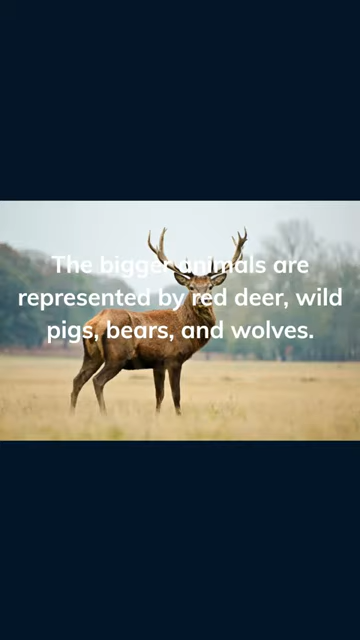 The bigger animals are
represented by red deer, wild
pigs, bears, and wolves.